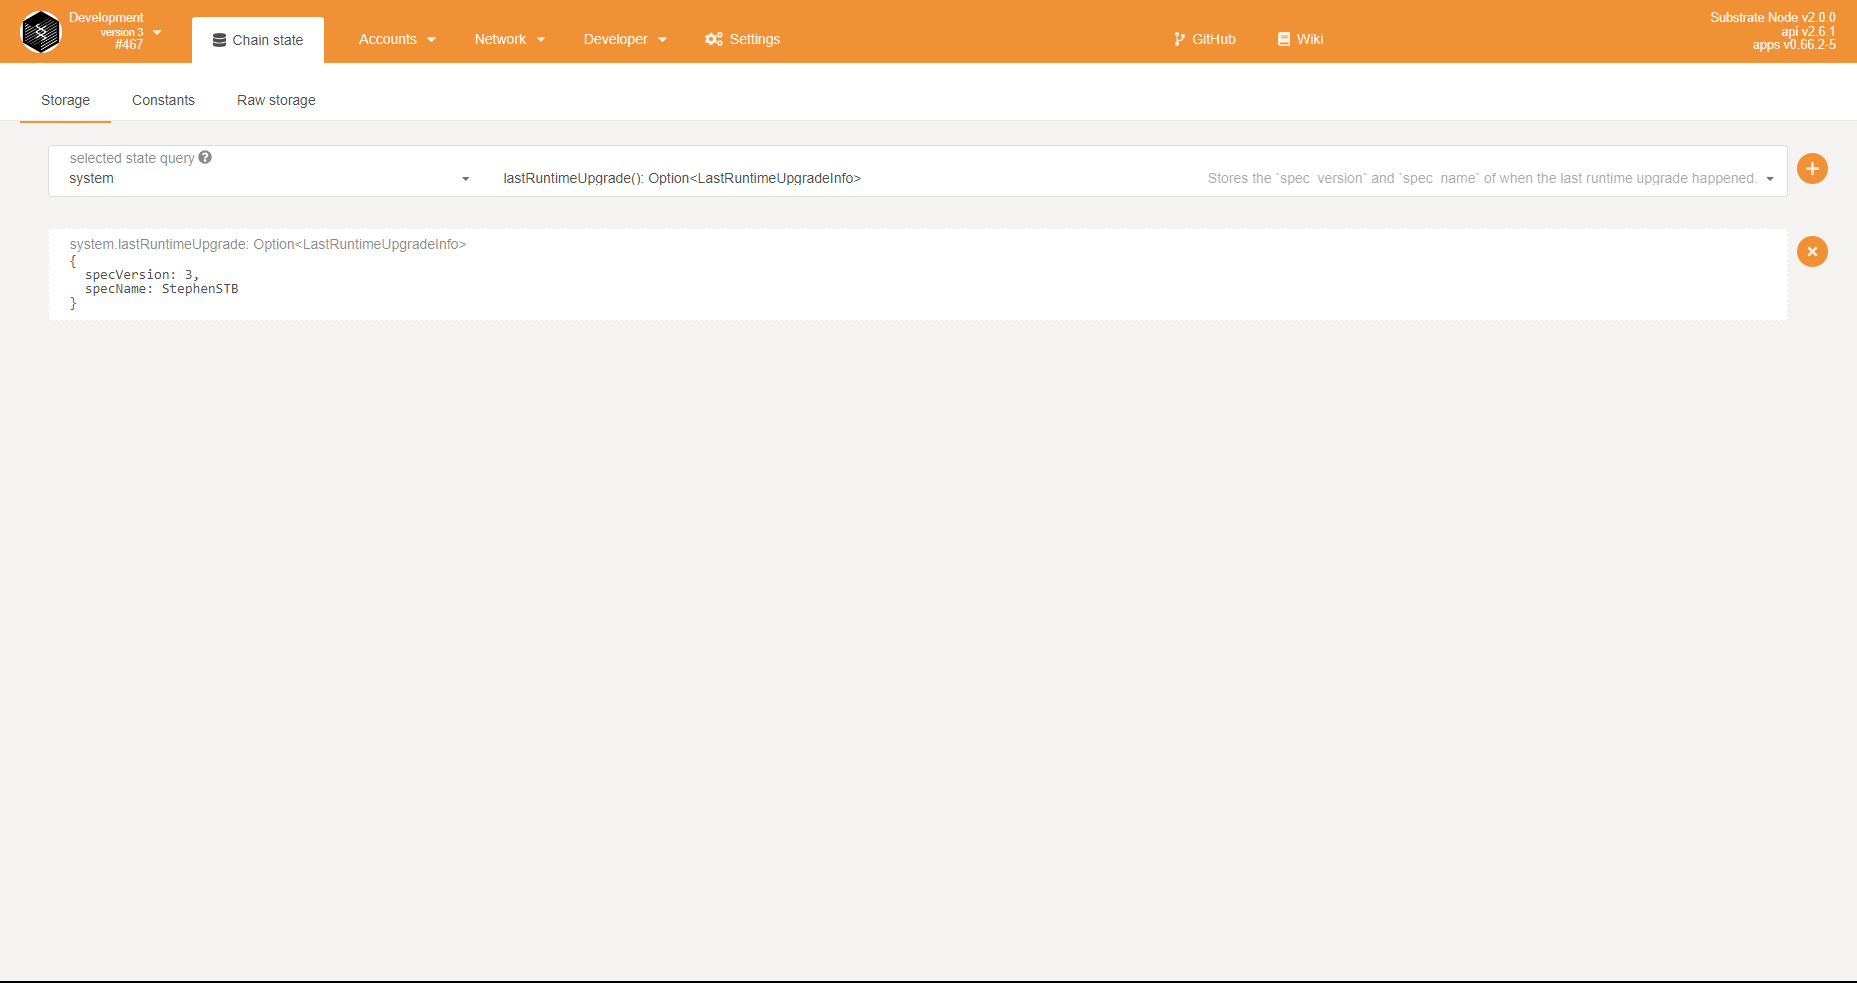 Development
version 3
#467
Chain state
Accounts
Network
Developer
Settings
GitHub
Wiki
Substrate Node v2.0.0
api v2.6.1
apps v0.66.2-5
Storage
Constants
Raw storage
selected state query
system
lastRuntimeUpgrade(): Option<LastRuntimeUpgradeInfo>
Stores the `spec_version` and `spec_name` of when the last runtime upgrade happened.
system.lastRuntimeUpgrade: Option<LastRuntimeUpgradeInfo>
{
specVersion: 3,
specName: StephenSTB
}